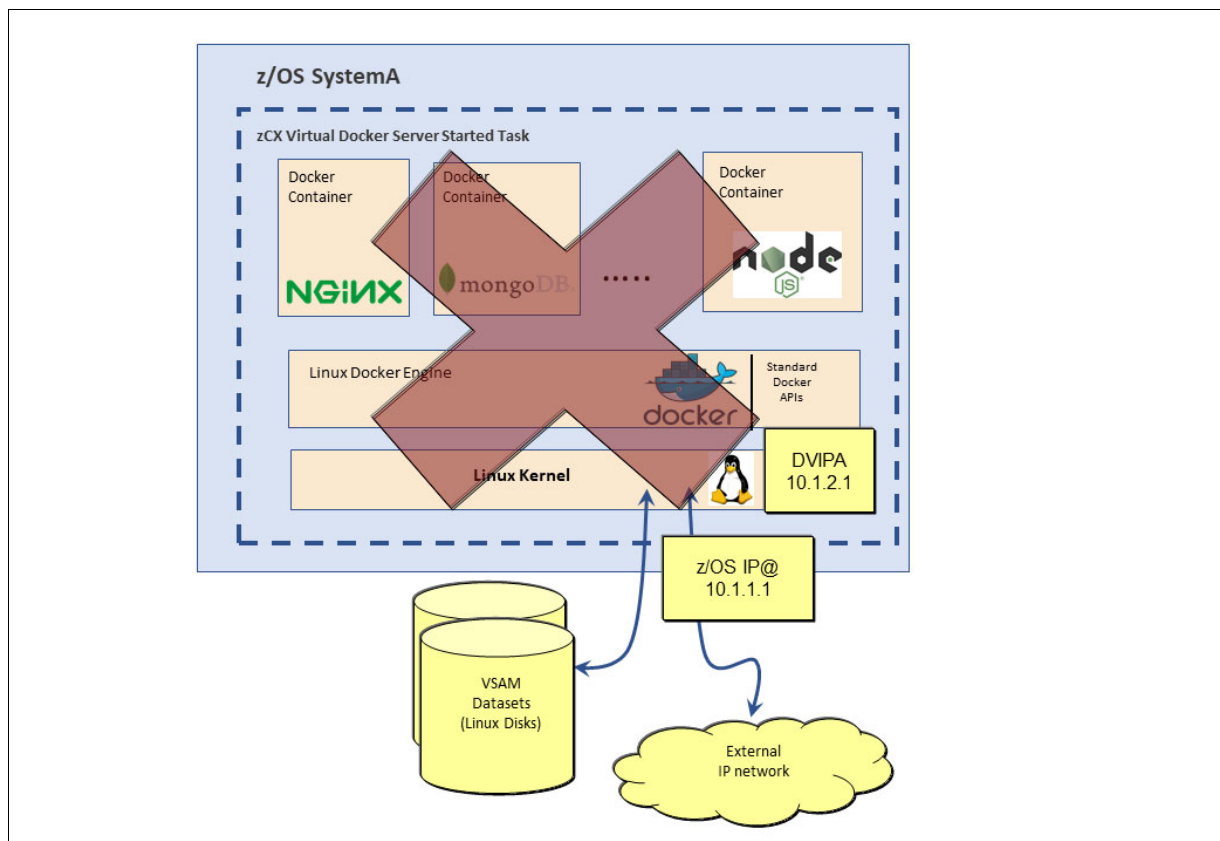 z/OS SystemA
zCX Virtual Docker Server Started Task
Docker
Container
NGiNX
Docker
Container
mongoDB.
.....
Docker
Container
node
JS
Linux Docker Engine
docker
Standard
Docker
APIs
Linux Kernel
DVIPA
10.1.2.1
z/OS IP@
10.1.1.1
VSAM
Datasets
(Linux Disks)
External
IP network